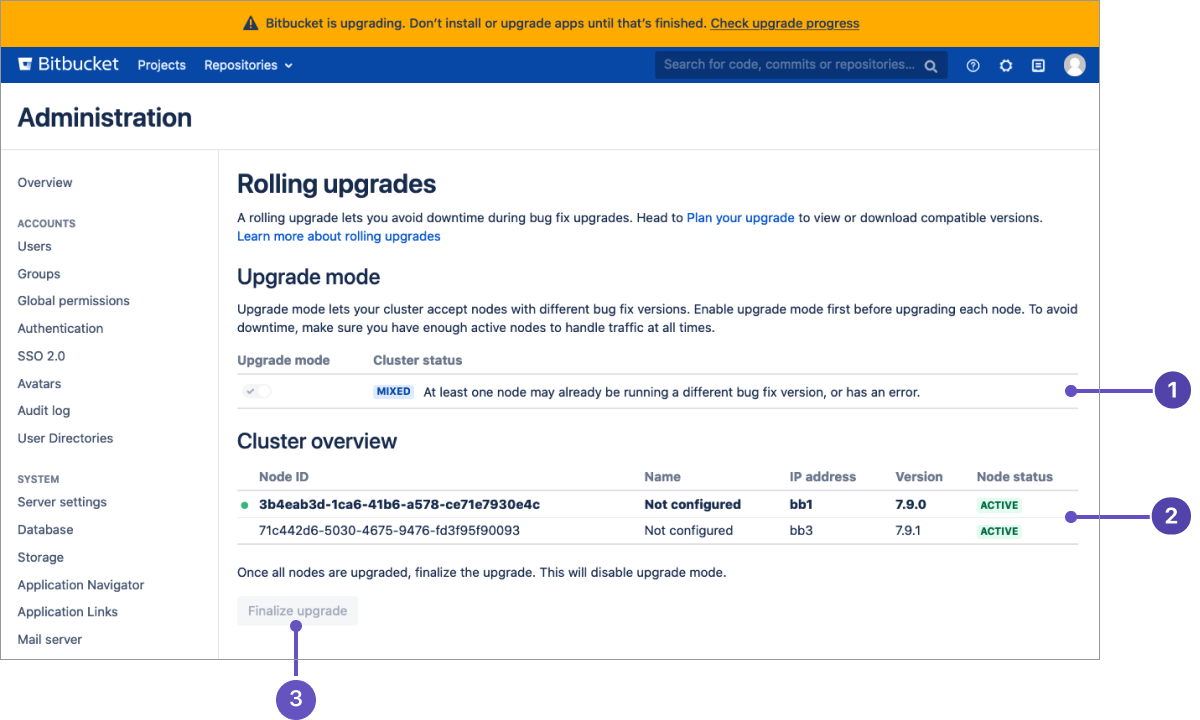 Bitbucket is upgrading. Don't install or upgrade apps until that's finished. Check upgrade progress
Bitbucket Projects Repositories Search for code, commits or repositories...
Administration
Overview
ACCOUNTS
Users
Groups
Global permissions
Authentication
SSO 2.0
Avatars
Audit log
User Directories
SYSTEM
Server settings
Database
Storage
Application Navigator
Application Links
Mail server
Rolling upgrades
A rolling upgrade lets you avoid downtime during bug fix upgrades. Head to Plan your upgrade to view or download compatible versions.
Learn more about rolling upgrades
Upgrade mode
Upgrade mode lets your cluster accept nodes with different bug fix versions. Enable upgrade mode first before upgrading each node. To avoid
downtime, make sure you have enough active nodes to handle traffic at all times.
Upgrade mode Cluster status
MIXED At least one node may already be running a different bug fix version, or has an error.
1
Cluster overview
Node ID Name IP address Version Node status
3b4eab3d-1ca6-41b6-a578-ce71e7930e4c Not configured bb1 7.9.0 ACTIVE
2
71c442d6-5030-4675-9476-fd3f95f90093 Not configured bb3 7.9.1 ACTIVE
Once all nodes are upgraded, finalize the upgrade. This will disable upgrade mode.
Finalize upgrade
3